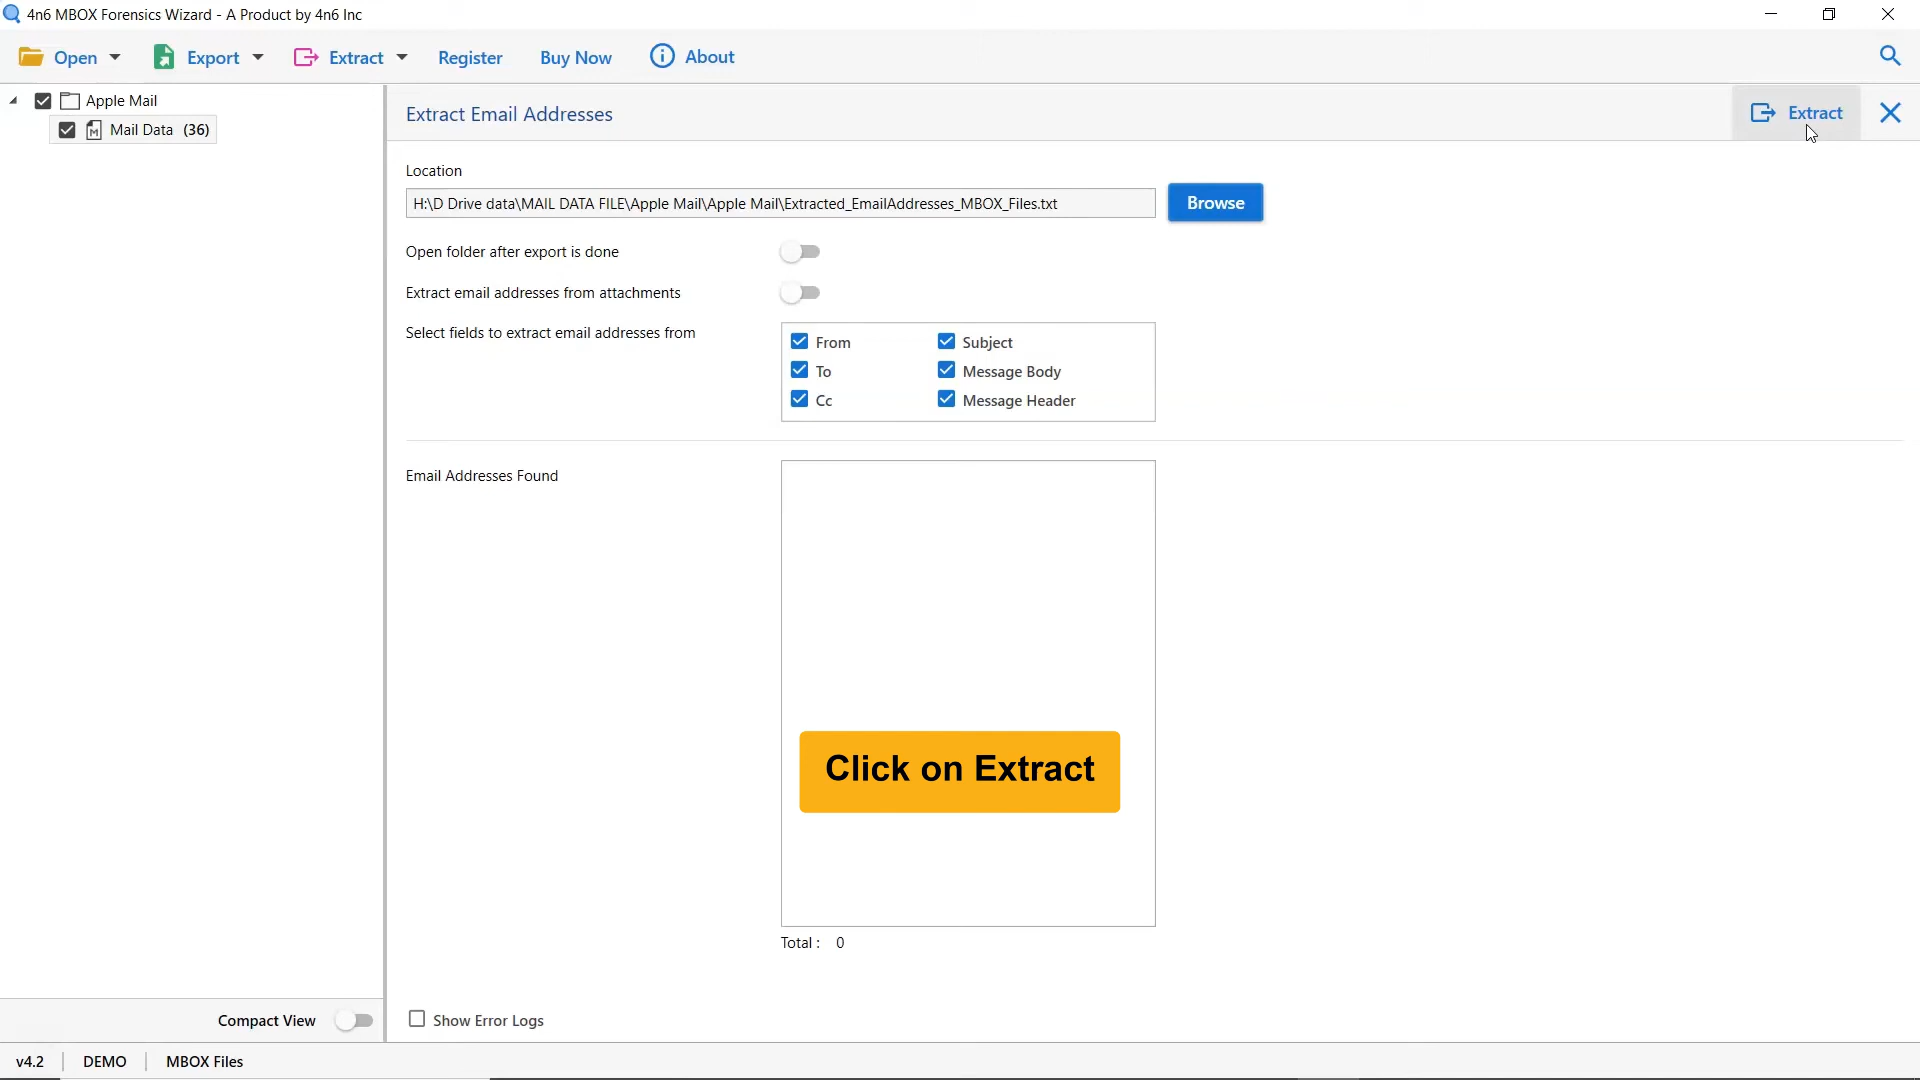 4n6 MBOX Forensics Wizard - A Product by 4n6 Inc
Open Export Extract Register Buy Now About
Apple Mail
Mail Data (36)
Extract Email Addresses
Extract
Location
H:\D Drive data\MAIL DATA FILE\Apple Mail\Apple Mail\Extracted_EmailAddresses_MBOX_Files.txt
Browse
Open folder after export is done
Extract email addresses from attachments
Select fields to extract email addresses from
From Subject
To Message Body
Cc Message Header
Email Addresses Found
Click on Extract
Total : 0
Compact View
Show Error Logs
v4.2 DEMO MBOX Files